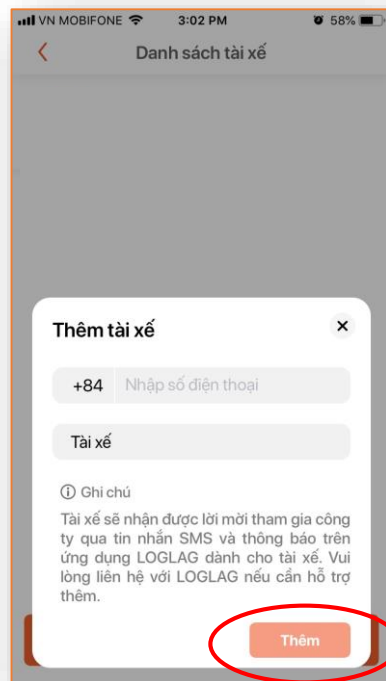 VN MOBIFONE 3:02 PM 58%
Danh sách tài xế
Thêm tài xế
+84 Nhập số điện thoại
Tài xế
Ghi chú
Tài xế sẽ nhận được lời mời tham gia công
ty qua tin nhắn SMS và thông báo trên
ứng dụng LOGLAG dành cho tài xế. Vui
lòng liên hệ với LOGLAG nếu cần hỗ trợ
thêm.
Thêm